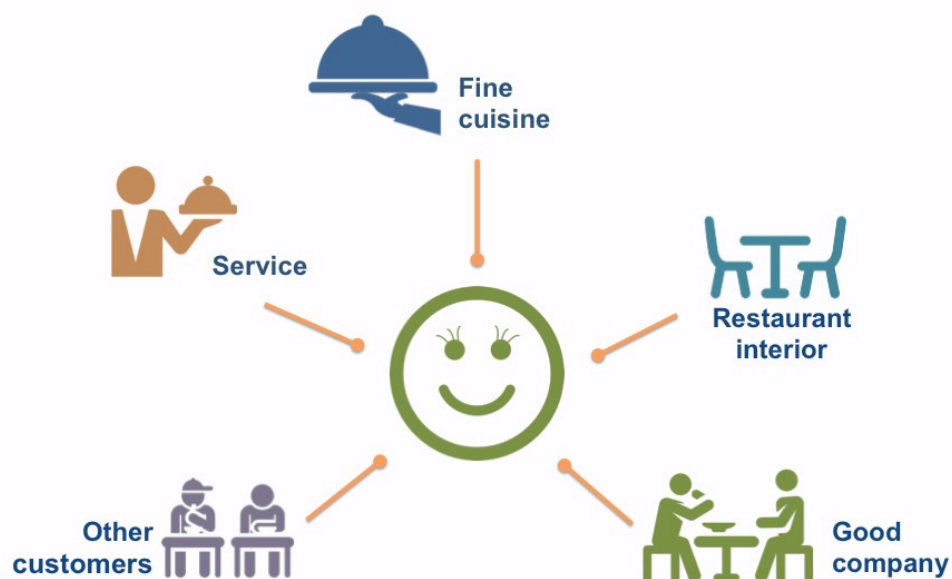 Fine
cuisine
Service
Restaurant
interior
Other
customers
Good
company